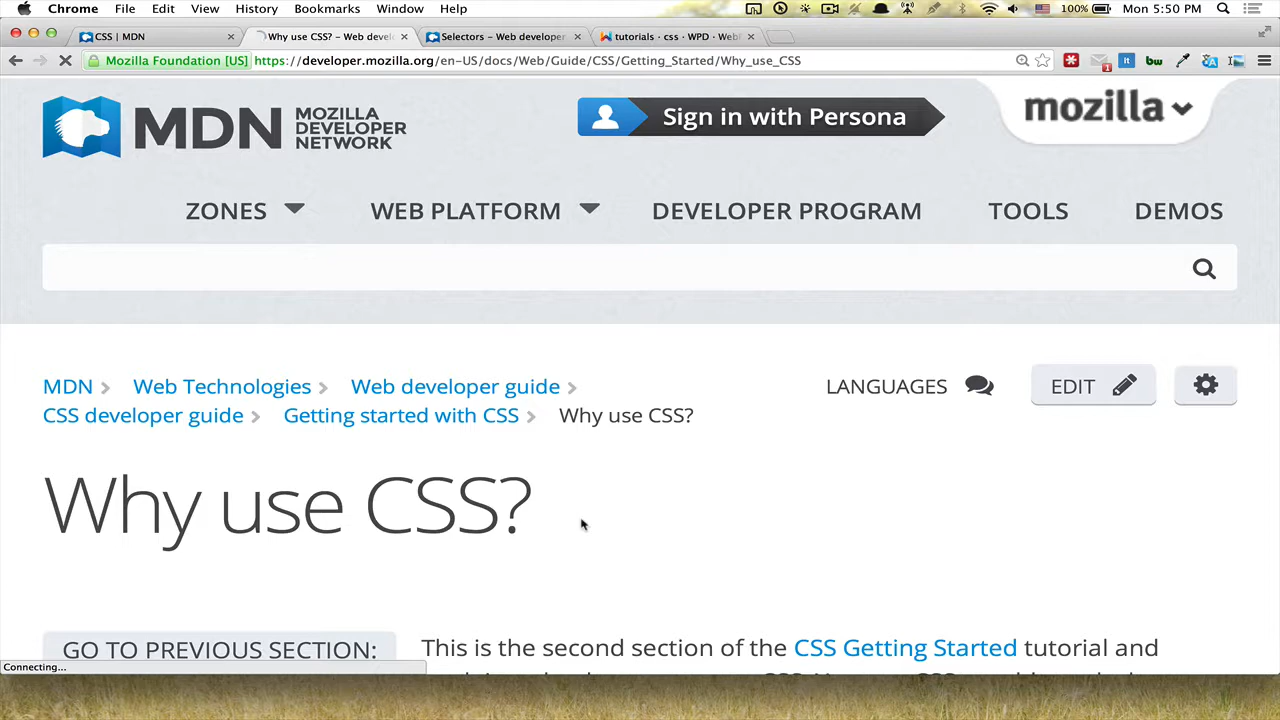 Chrome File Edit View History Bookmarks Window Help 100% Mon 5:50 PM
CSS | MDN
Why use CSS? – Web devel
Selectors – Web developer
tutorials · css · WPD · WebP
Mozilla Foundation [US] https://developer.mozilla.org/en-US/docs/Web/Guide/CSS/Getting_Started/Why_use_CSS
MDN MOZILLA DEVELOPER NETWORK
Sign in with Persona
mozilla
ZONES WEB PLATFORM DEVELOPER PROGRAM TOOLS DEMOS
MDN Web Technologies Web developer guide
CSS developer guide Getting started with CSS Why use CSS?
LANGUAGES EDIT
Why use CSS?
GO TO PREVIOUS SECTION:
This is the second section of the CSS Getting Started tutorial and
Connecting...